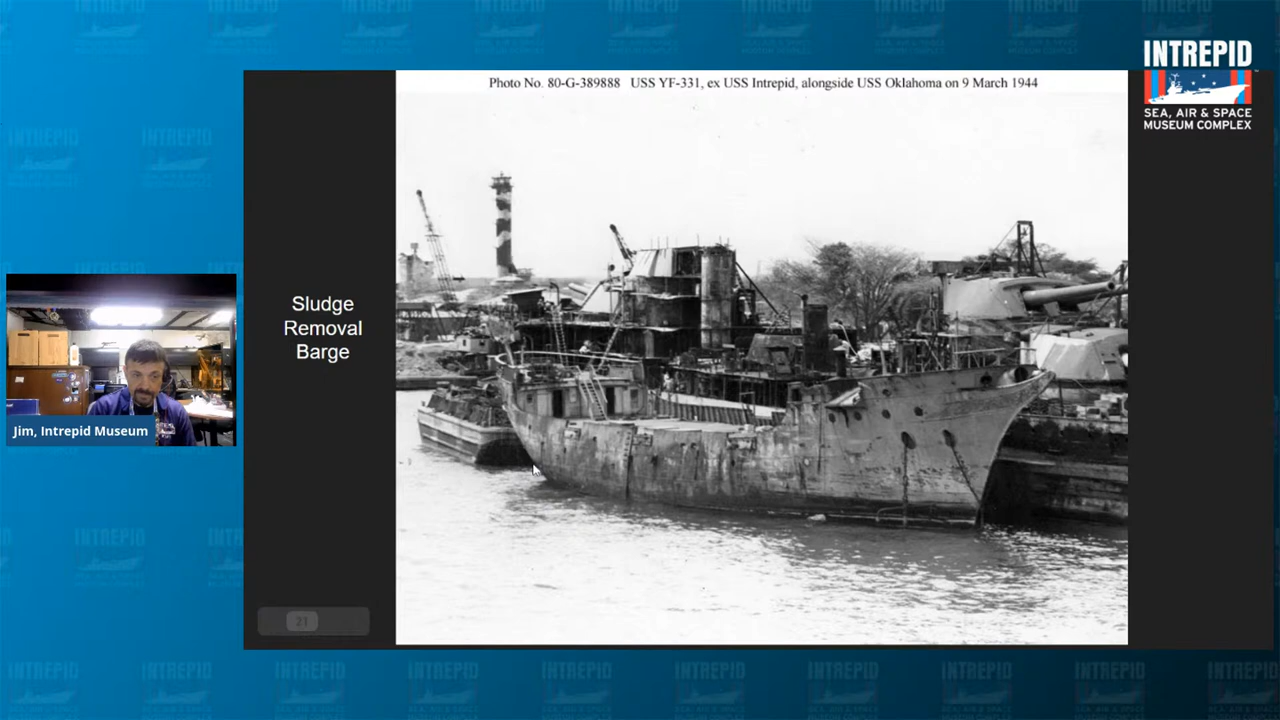 INTREPID
SEA, AIR & SPACE
MUSEUM COMPLEX
Photo No. 80-G-389888 USS YF-331, ex USS Intrepid, alongside USS Oklahoma on 9 March 1944
Sludge
Removal
Barge
Jim, Intrepid Museum
21